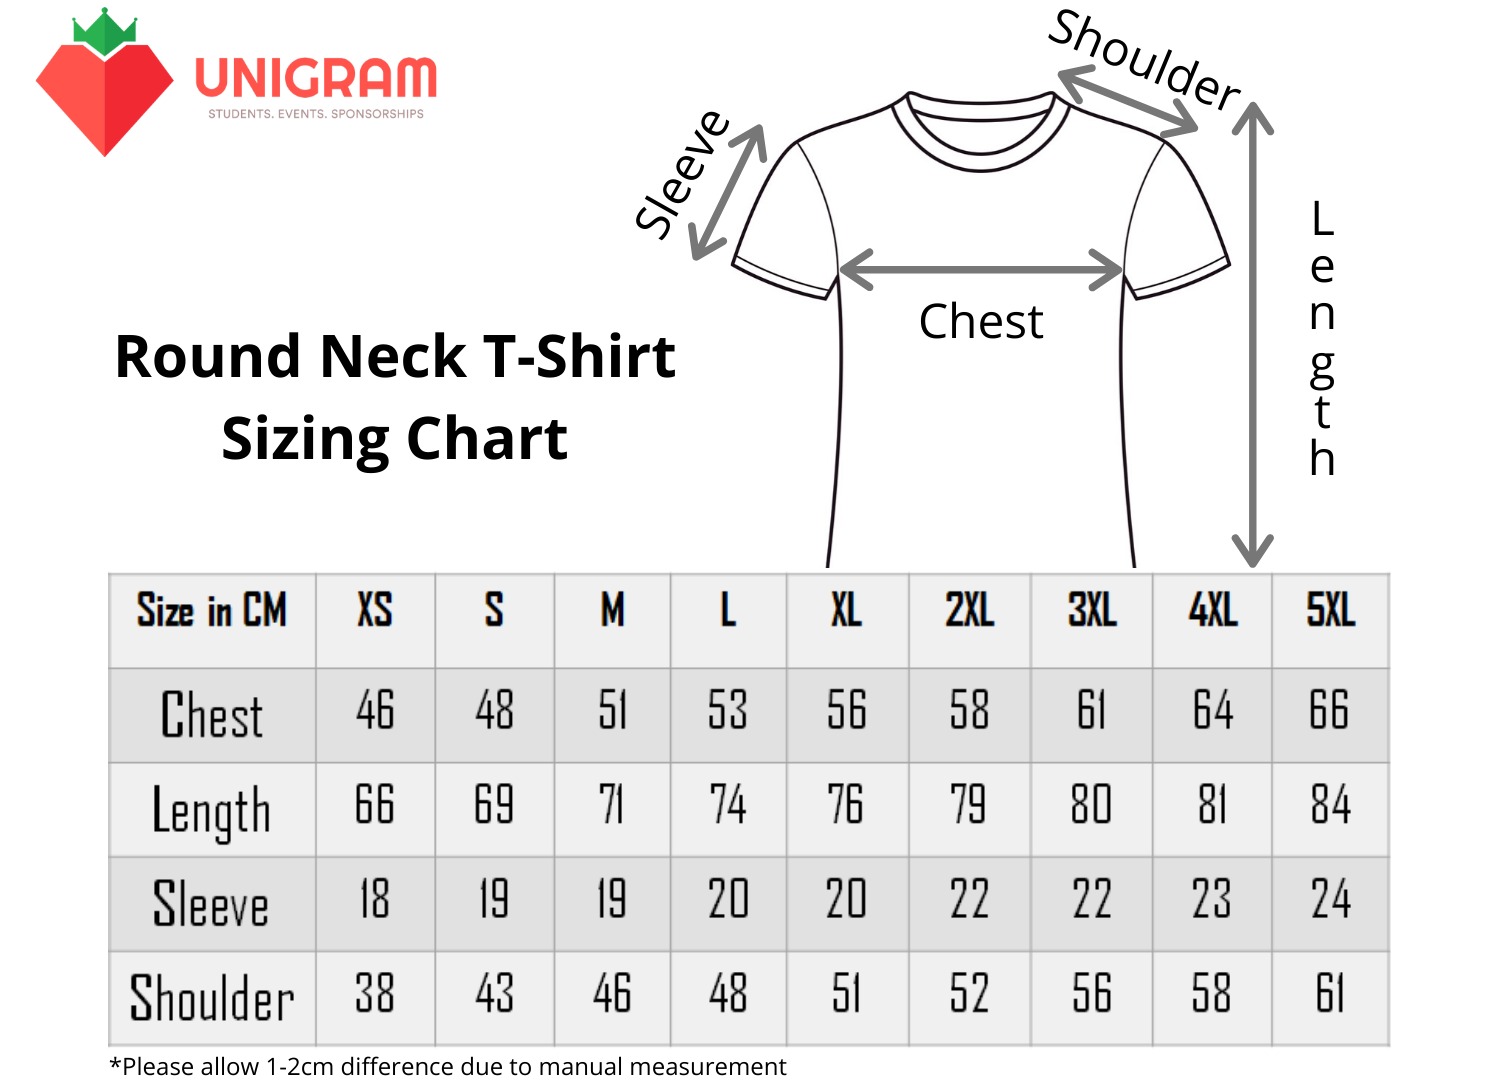 UNIGRAM
STUDENTS. EVENTS. SPONSORSHIPS
Shoulder
Sleeve
Length
Chest
Round Neck T-Shirt
Sizing Chart
Size in CM XS S M L XL 2XL 3XL 4XL 5XL
Chest 46 48 51 53 56 58 61 64 66
Length 66 69 71 74 76 79 80 81 84
Sleeve 18 19 19 20 20 22 22 23 24
Shoulder 38 43 46 48 51 52 56 58 61
*Please allow 1-2cm difference due to manual measurement